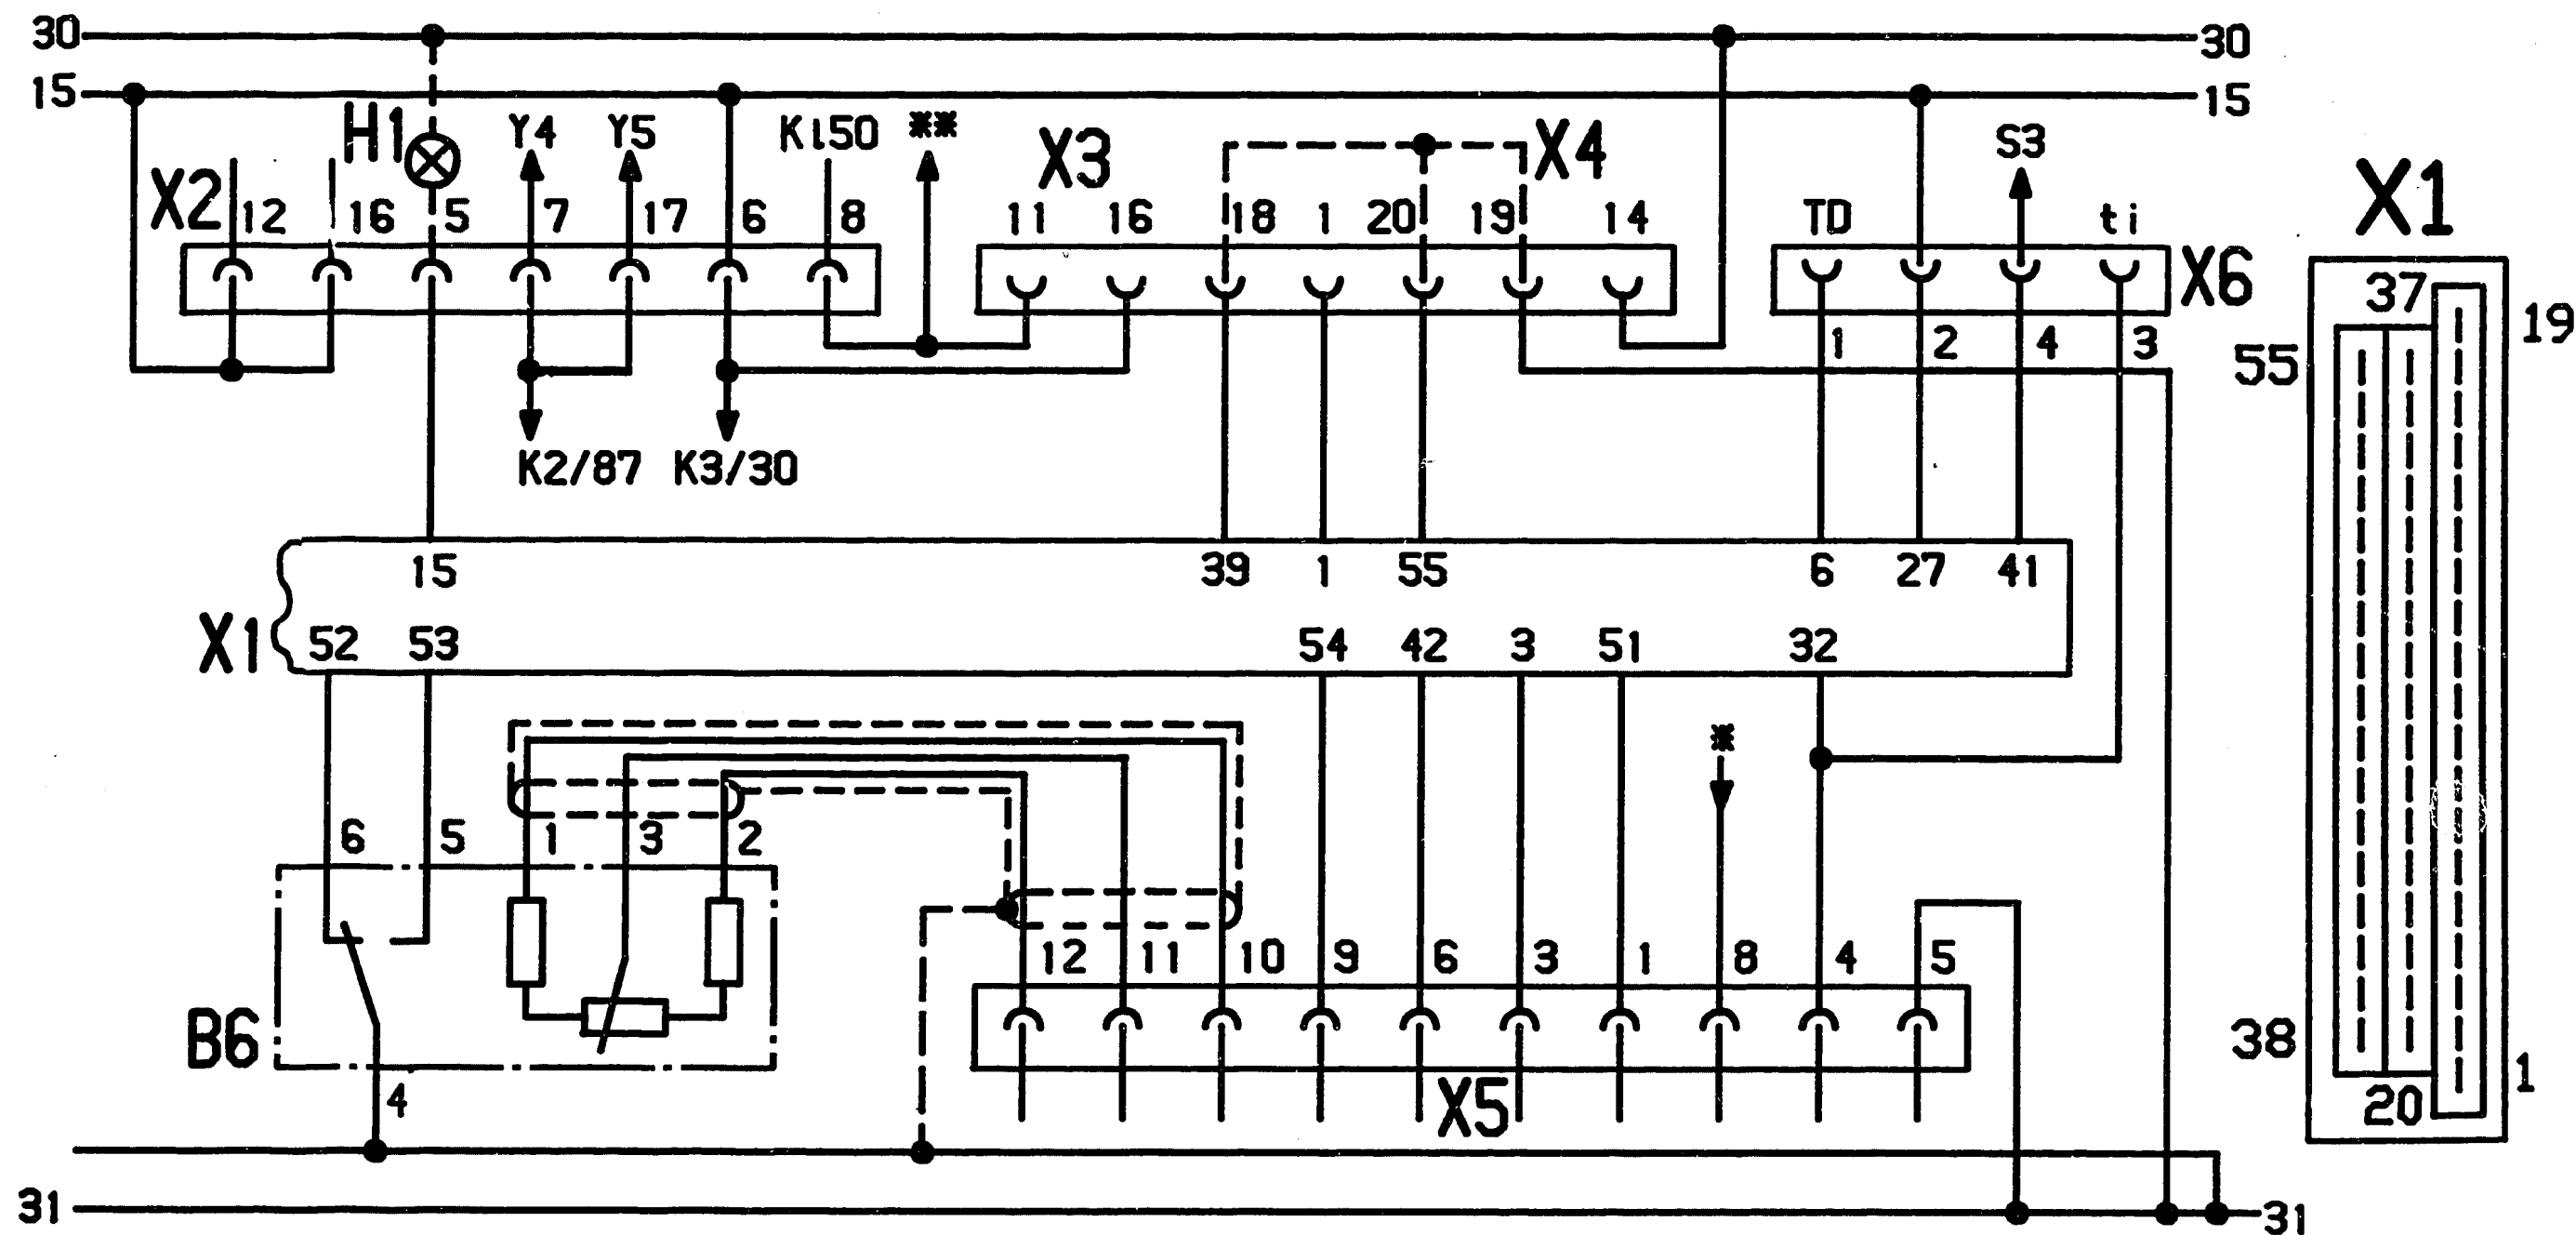 30 30
15 15
H1 Y4 Y5 Kl50 ** X3 X4 S3
X2 12 16 5 7 17 6 8 11 16 18 1 20 19 14 TD ti X1
X6
1 2 4 3
37 19
55
K2/87 K3/30
15 39 1 55 6 27 41
X1 52 53 54 42 3 51 32
*
6 5 1 3 2
12 11 10 9 6 3 1 8 4 5
B6 38
4 X5 20 1
31 31